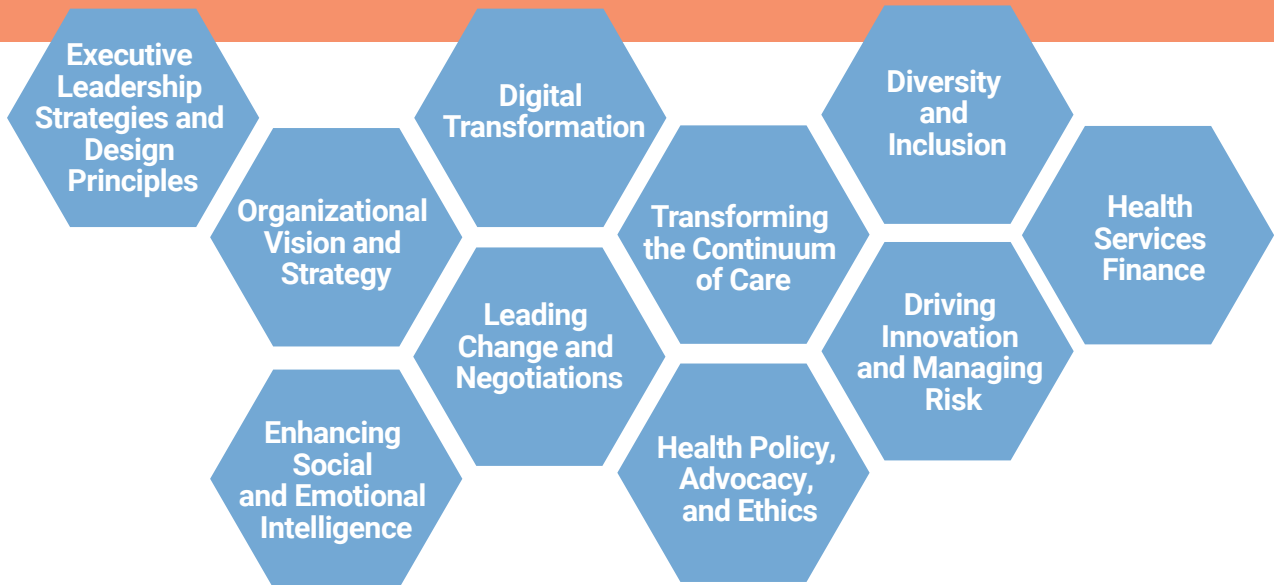 Executive
Leadership
Strategies and
Design
Principles
Digital
Transformation
Diversity
and
Inclusion
Organizational
Vision and
Strategy
Transforming
the Continuum
of Care
Health
Services
Finance
Leading
Change and
Negotiations
Driving
Innovation
and Managing
Risk
Enhancing
Social
and Emotional
Intelligence
Health Policy,
Advocacy,
and Ethics